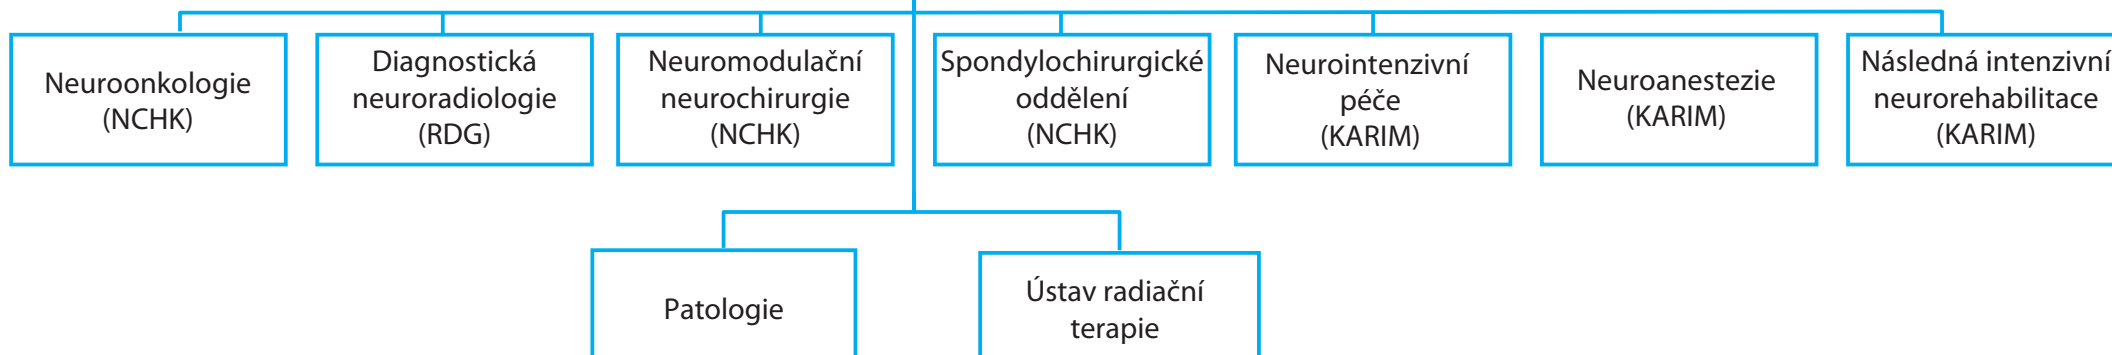 Neuroonkologie
(NCHK)
Diagnostická
neuroradiologie
(RDG)
Neuromodulační
neurochirurgie
(NCHK)
Spondylochirurgické
oddělení
(NCHK)
Neurointenzivní
péče
(KARIM)
Neuroanestezie
(KARIM)
Následná intenzivní
neurorehabilitace
(KARIM)
Patologie
Ústav radiační
terapie